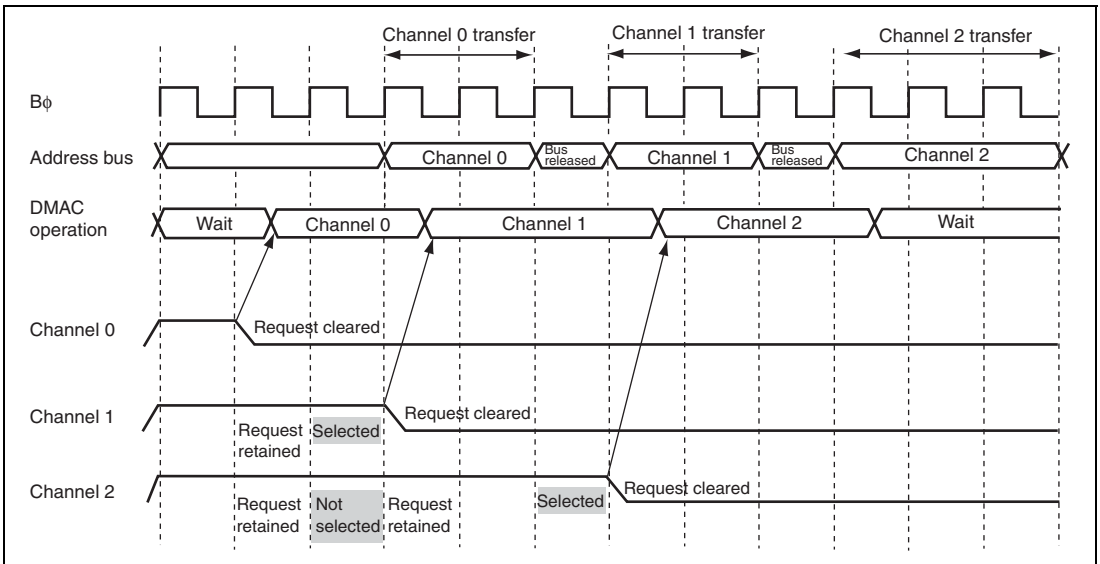 Channel 0 transfer
Channel 1 transfer
Channel 2 transfer
Bϕ
Address bus
Channel 0
Bus
released
Channel 1
Bus
released
Channel 2
DMAC
operation
Wait
Channel 0
Channel 1
Channel 2
Wait
Channel 0
Request cleared
Channel 1
Request cleared
Request
retained
Selected
Channel 2
Request cleared
Request
retained
Not
selected
Request
retained
Selected